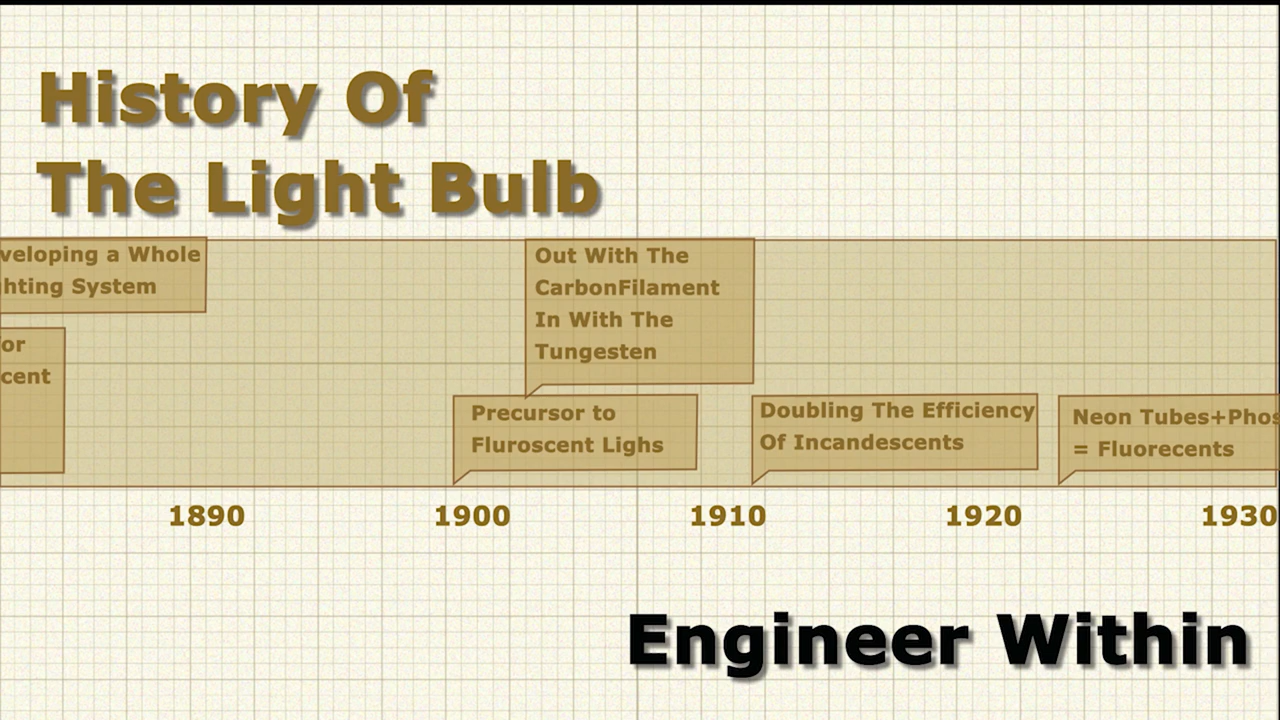 History Of
The Light Bulb
veloping a Whole
hting System
or
cent
Out With The
CarbonFilament
In With The
Tungesten
Precursor to
Fluroscent Lighs
Doubling The Efficiency
Of Incandescents
Neon Tubes+Phos
= Fluorecents
1890
1900
1910
1920
1930
Engineer Within